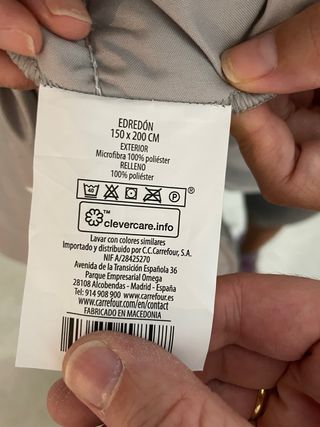 EDREDÓN
150 x 200 CM
EXTERIOR
Microfibra 100% poliéster
RELLENO
100% poliéster
40 P ®
™
clevercare.info
Lavar con colores similares
Importado y distribuido por C.C.Carrefour, S.A.
NIF A/28425270
Avenida de la Transición Española 36
Parque Empresarial Omega
28108 Alcobendas - Madrid - España
Tel: 914 908 900 www.carrefour.es
www.carrefour.com/en/contact
FABRICADO EN MACEDONIA